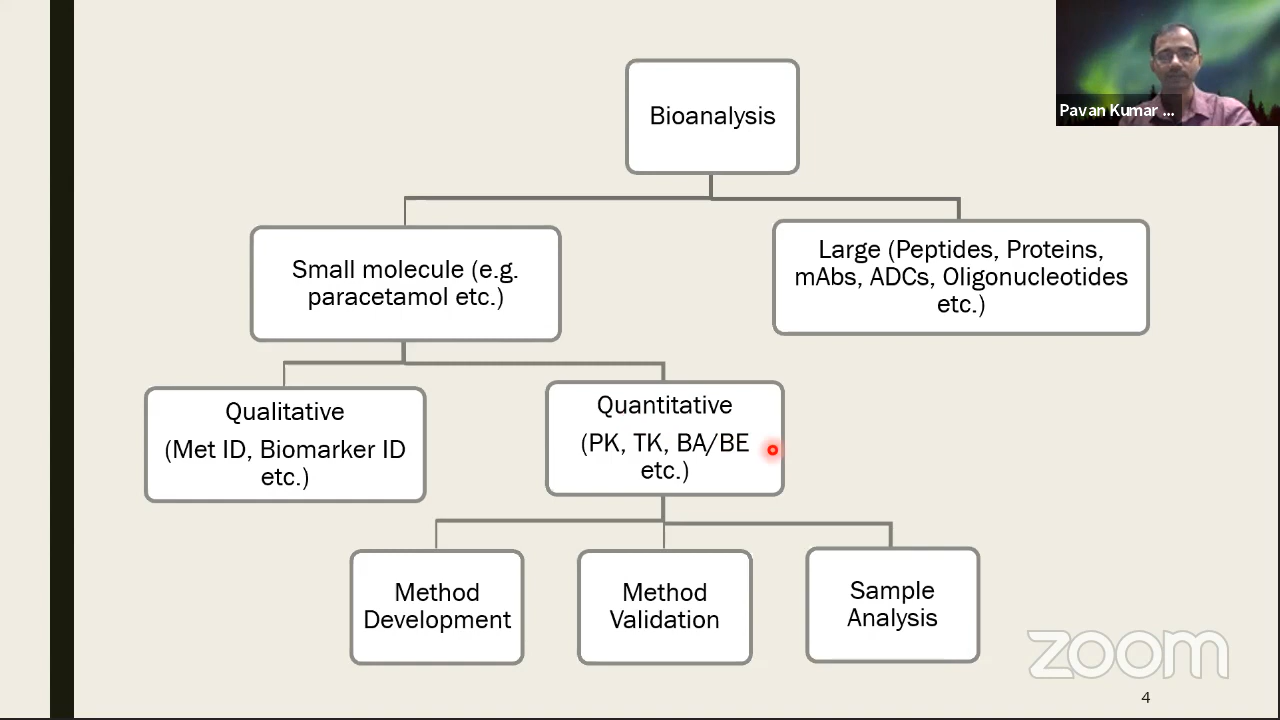 Bioanalysis
Pavan Kumar ...
Small molecule (e.g.
paracetamol etc.)
Large (Peptides, Proteins,
mAbs, ADCs, Oligonucleotides
etc.)
Qualitative
(Met ID, Biomarker ID
etc.)
Quantitative
(PK, TK, BA/BE
etc.)
Method
Development
Method
Validation
Sample
Analysis
zoom
4